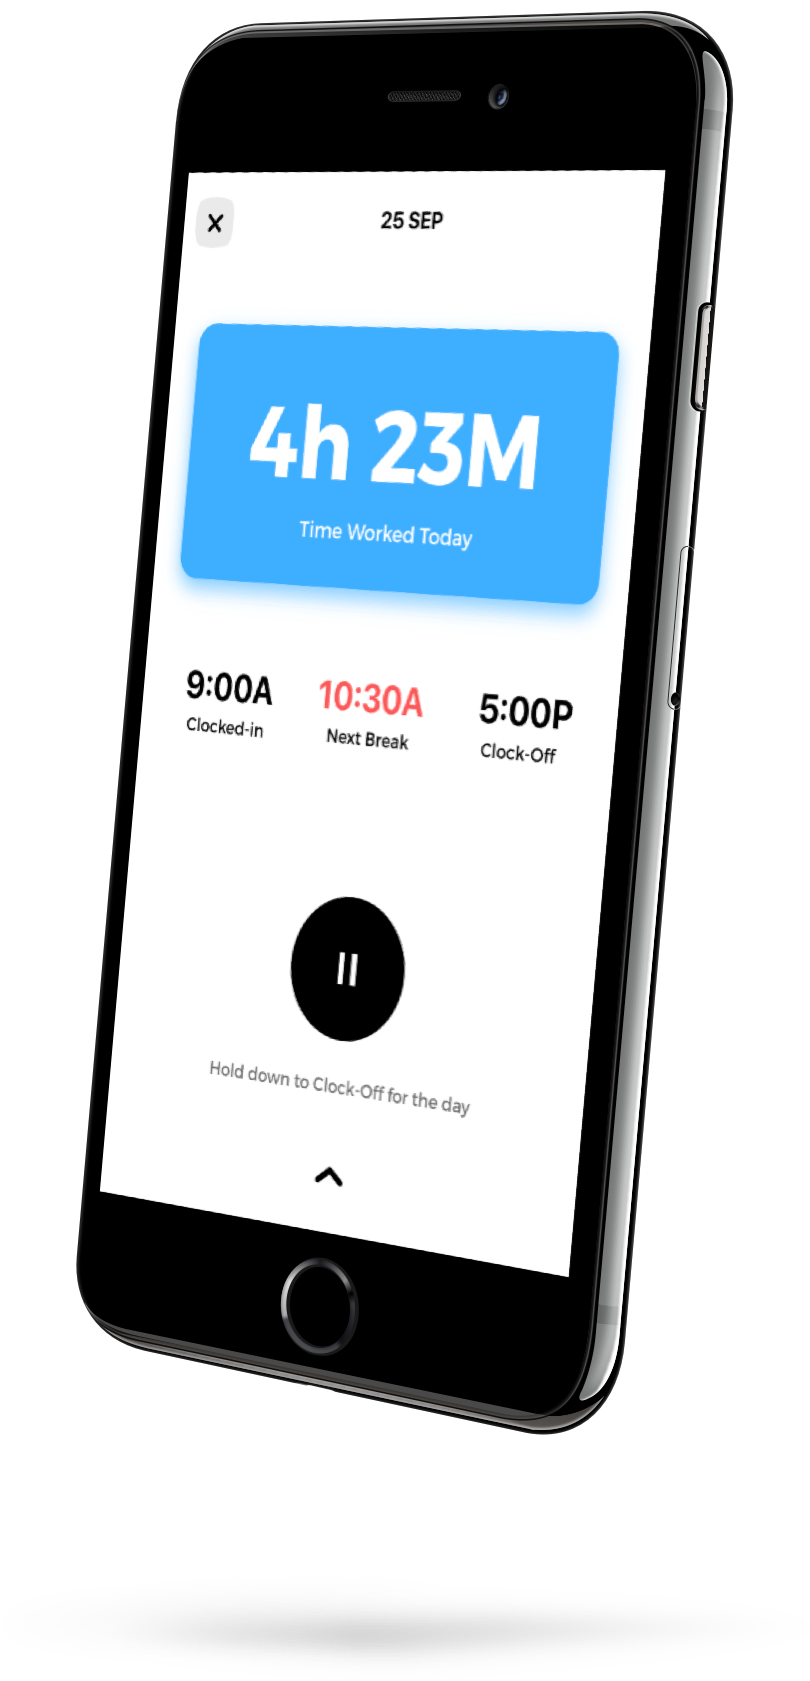 25 SEP
4h 23M
Time Worked Today
9:00A 10:30A 5:00P
Clocked-in Next Break Clock-Off
Hold down to Clock-Off for the day